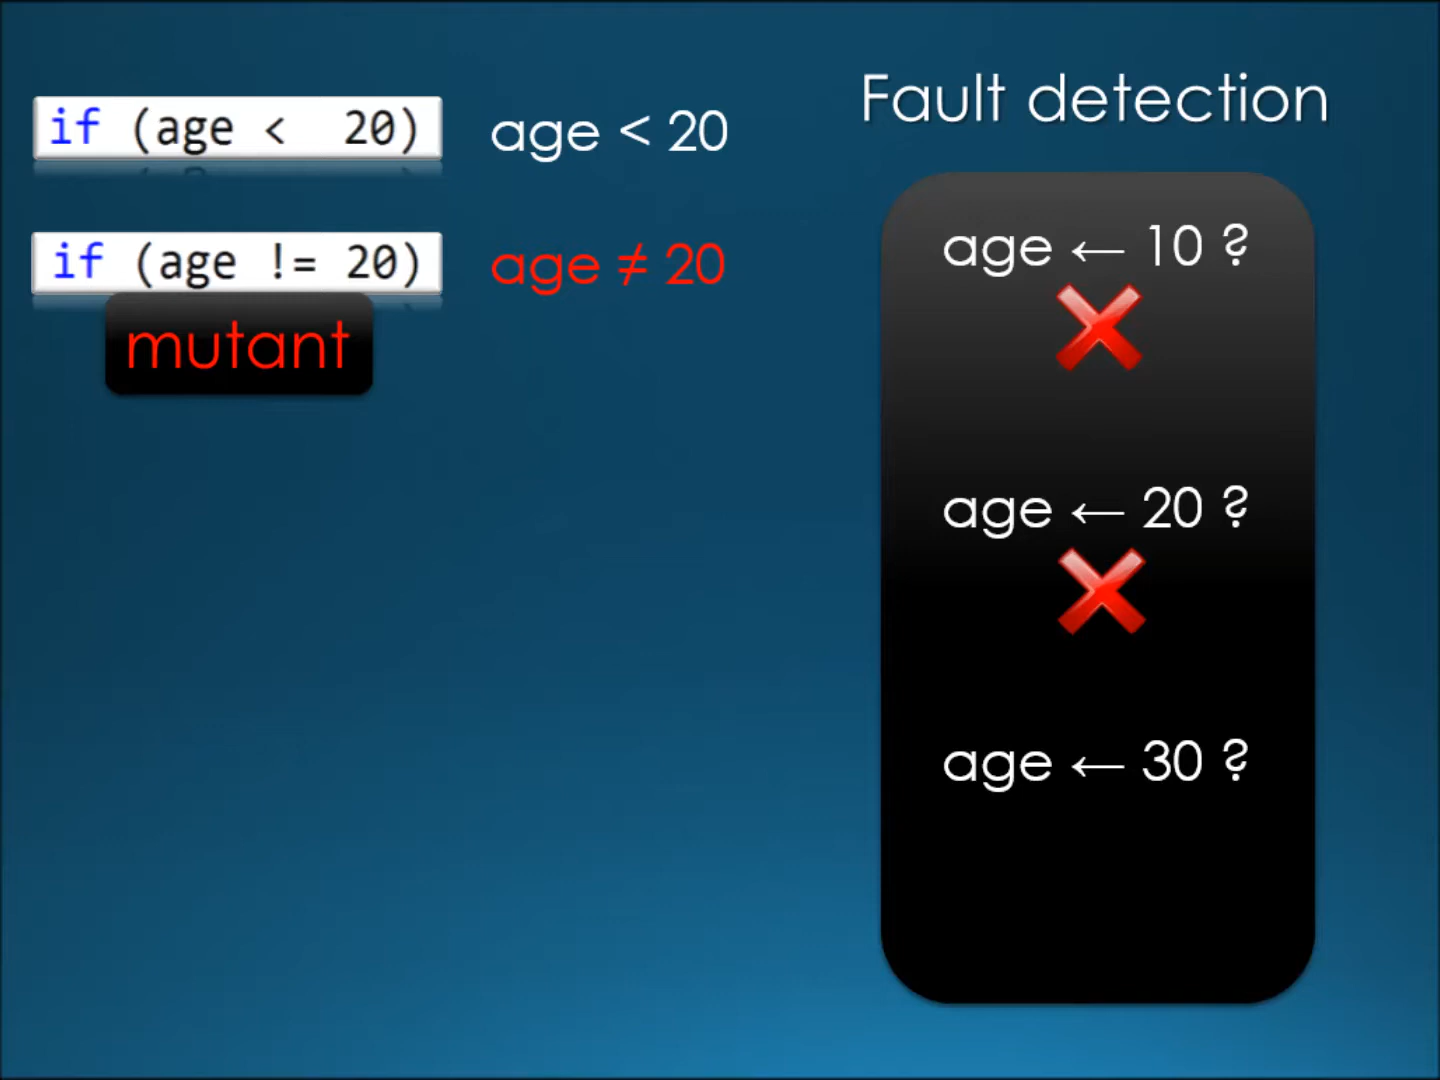 if (age < 20)
age < 20
if (age != 20)
age ≠ 20
mutant
Fault detection
age ← 10 ?
age ← 20 ?
age ← 30 ?